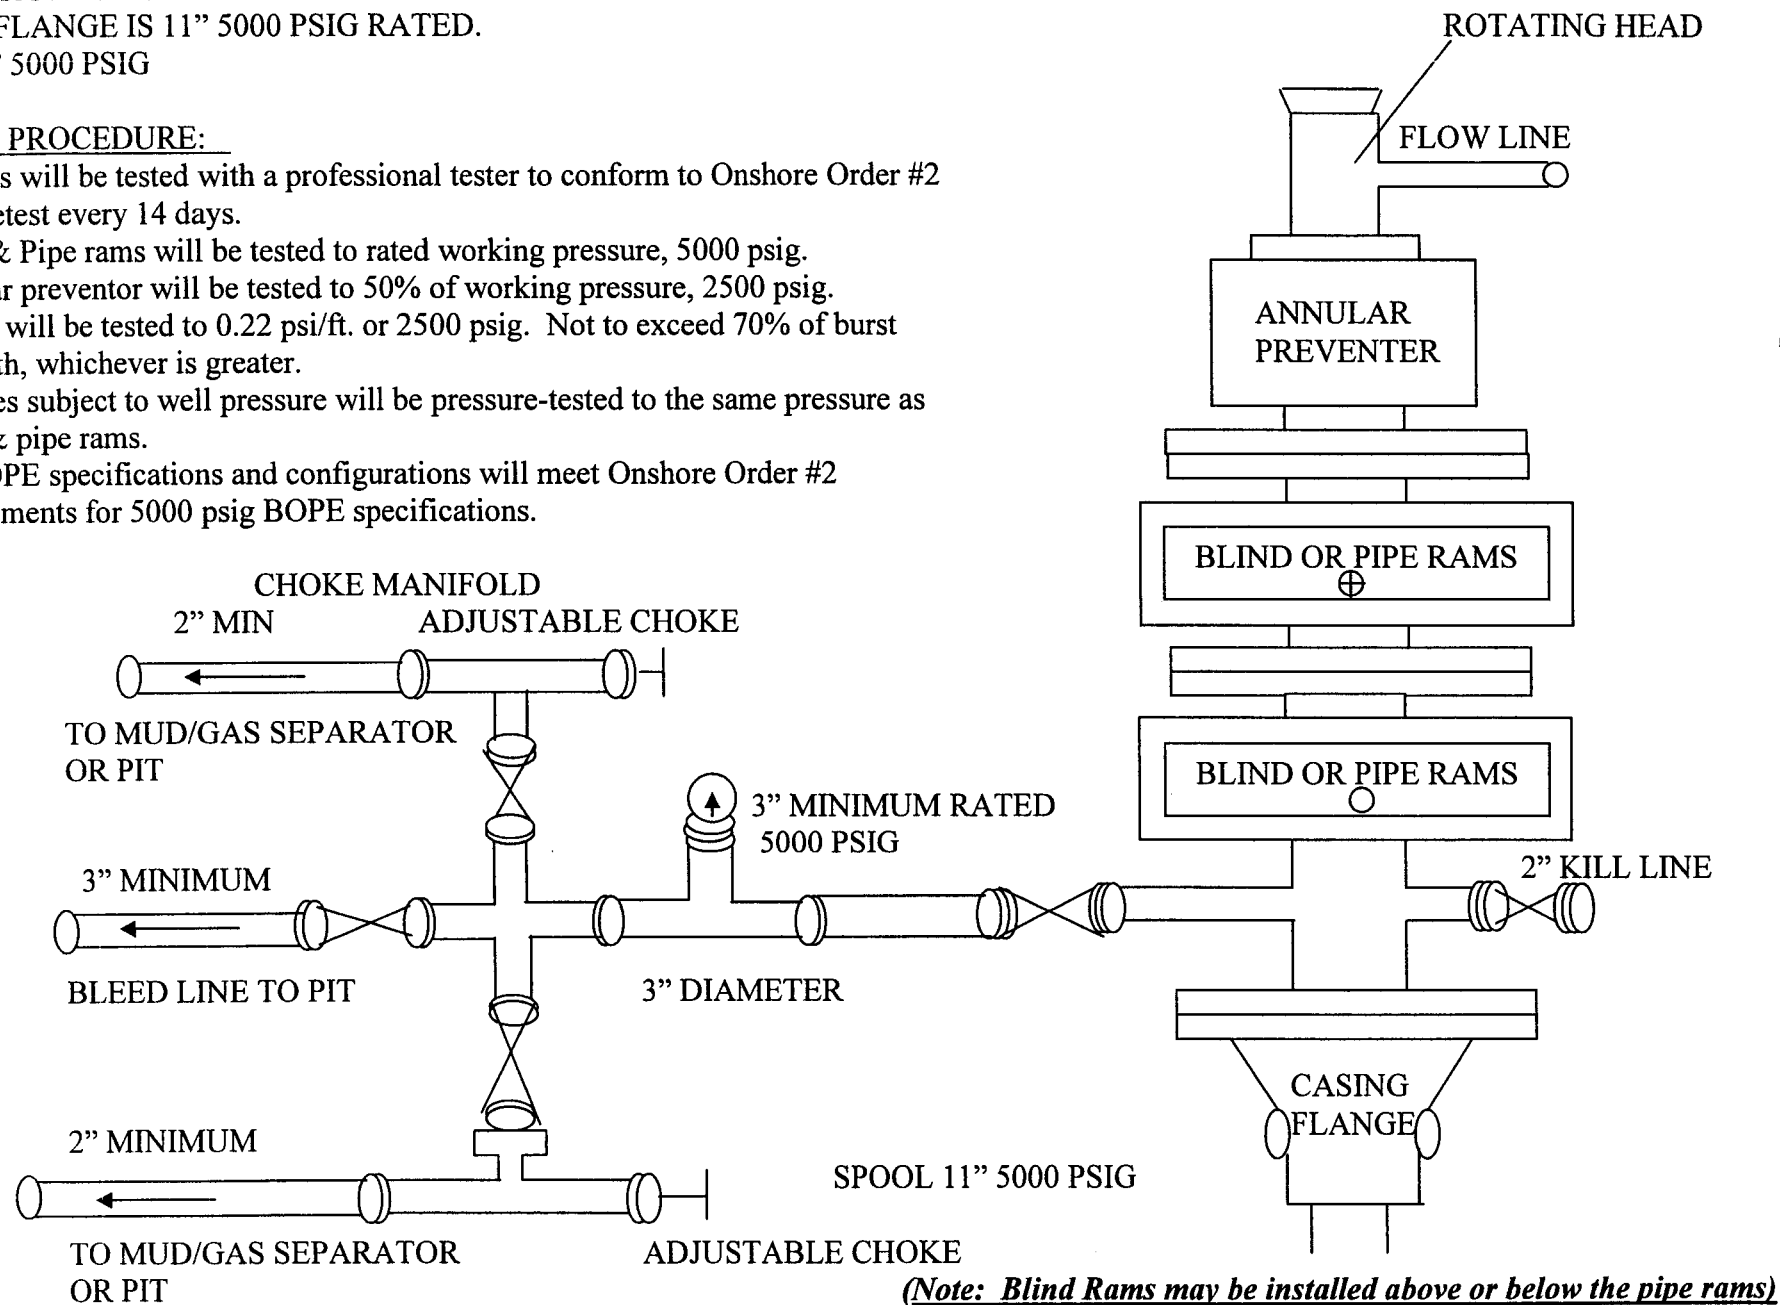 FLANGE IS 11” 5000 PSIG RATED.
5000 PSIG
PROCEDURE:
will be tested with a professional tester to conform to Onshore Order #2
every 14 days.
& Pipe rams will be tested to rated working pressure, 5000 psig.
preventor will be tested to 50% of working pressure, 2500 psig.
will be tested to 0.22 psi/ft. or 2500 psig. Not to exceed 70% of burst
whichever is greater.
subject to well pressure will be pressure-tested to the same pressure as
pipe rams.
specifications and configurations will meet Onshore Order #2
for 5000 psig BOPE specifications.
ROTATING HEAD
FLOW LINE
ANNULAR
PREVENTER
BLIND OR PIPE RAMS
BLIND OR PIPE RAMS
CHOKE MANIFOLD
2” MIN
ADJUSTABLE CHOKE
TO MUD/GAS SEPARATOR
OR PIT
3” MINIMUM RATED
5000 PSIG
3” MINIMUM
2” KILL LINE
BLEED LINE TO PIT
3” DIAMETER
CASING
FLANGE
2” MINIMUM
SPOOL 11” 5000 PSIG
TO MUD/GAS SEPARATOR
OR PIT
ADJUSTABLE CHOKE
(Note: Blind Rams may be installed above or below the pipe rams)